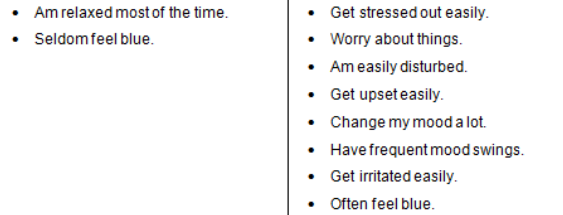 • Am relaxed most of the time.
• Seldom feel blue.
• Get stressed out easily.
• Worry about things.
• Am easily disturbed.
• Get upset easily.
• Change my mood a lot.
• Have frequent mood swings.
• Get irritated easily.
• Often feel blue.